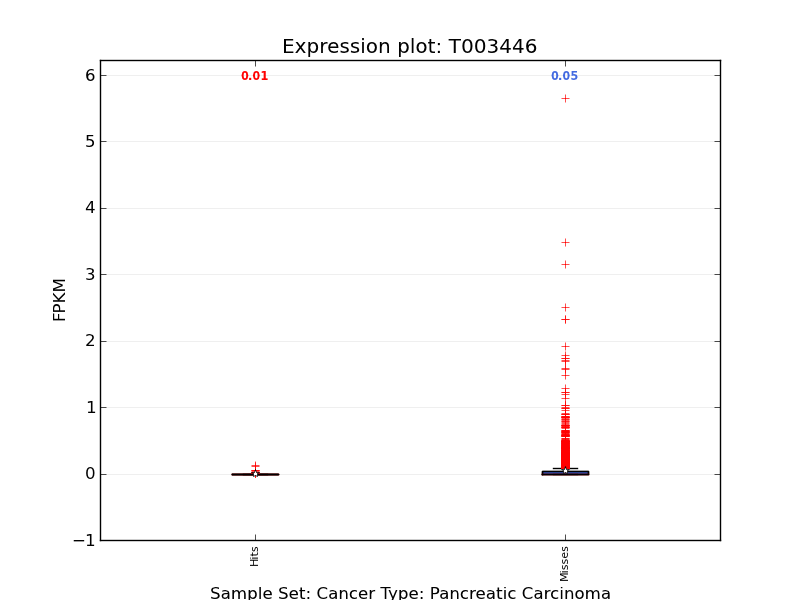 Expression plot: T003446
0.01
0.05
6
5
4
3
2
1
0
−1
FPKM
Hits
Misses
Sample Set: Cancer Type: Pancreatic Carcinoma